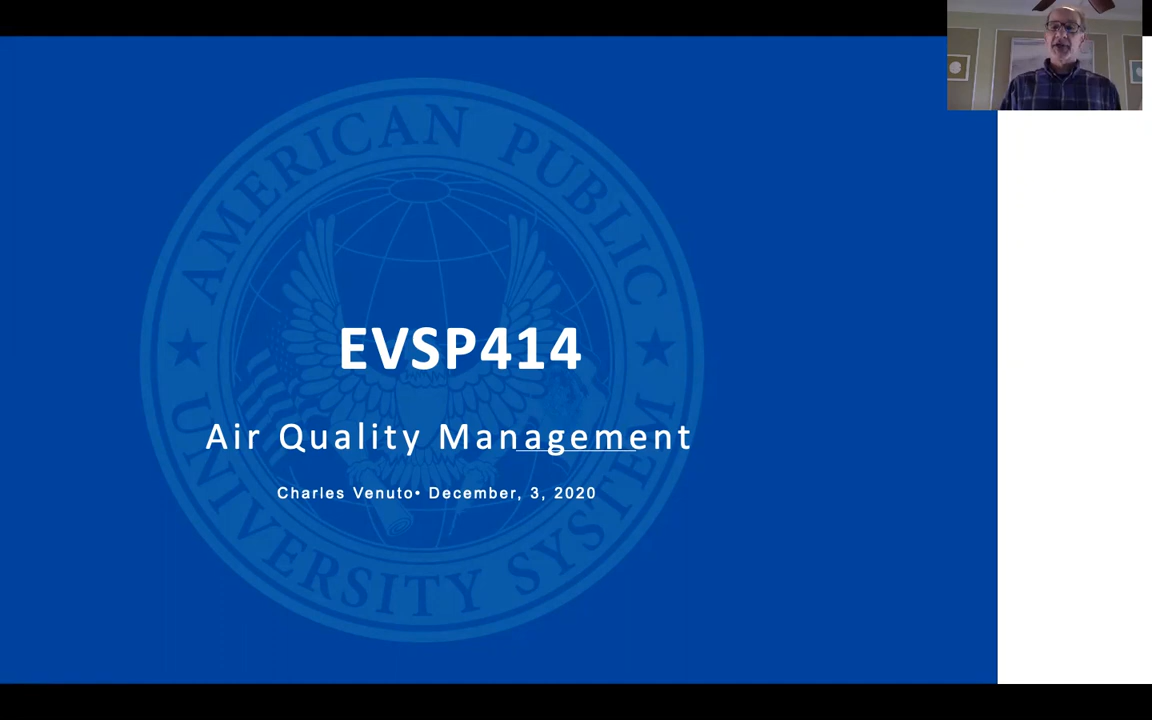 AMERICAN PUBLIC
UNIVERSITY SYSTEM
EVSP414
Air Quality Management
Charles Venuto• December, 3, 2020